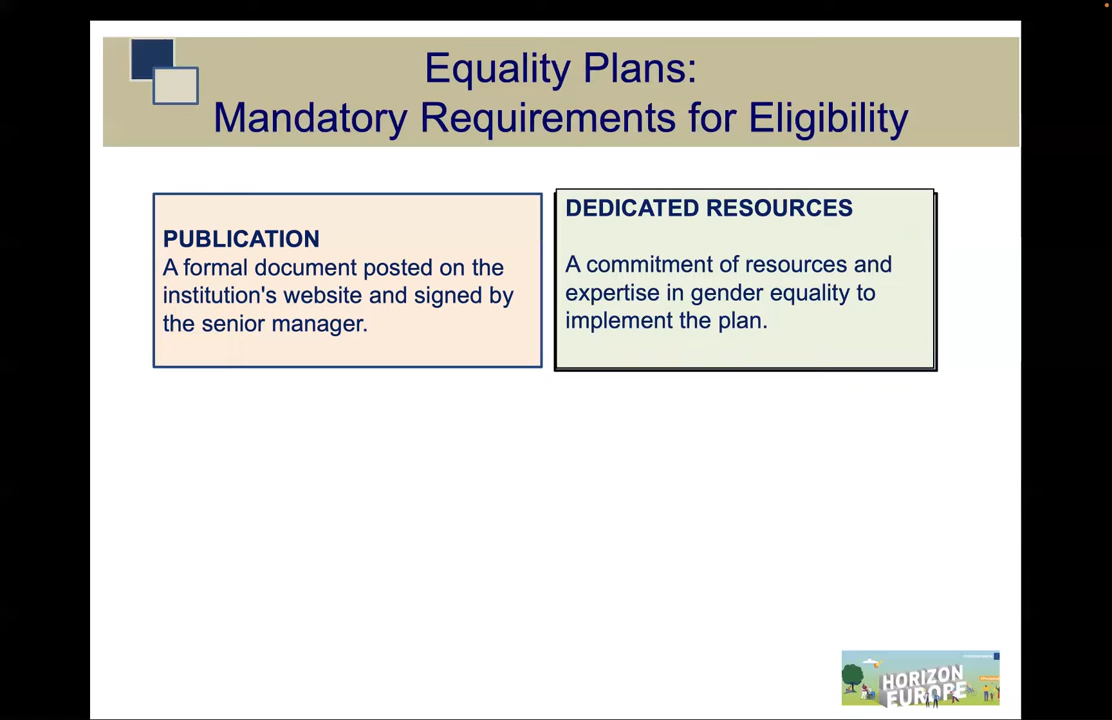 Equality Plans:
Mandatory Requirements for Eligibility
PUBLICATION
A formal document posted on the
institution's website and signed by
the senior manager.
DEDICATED RESOURCES
A commitment of resources and
expertise in gender equality to
implement the plan.
HORIZON
EUROPE